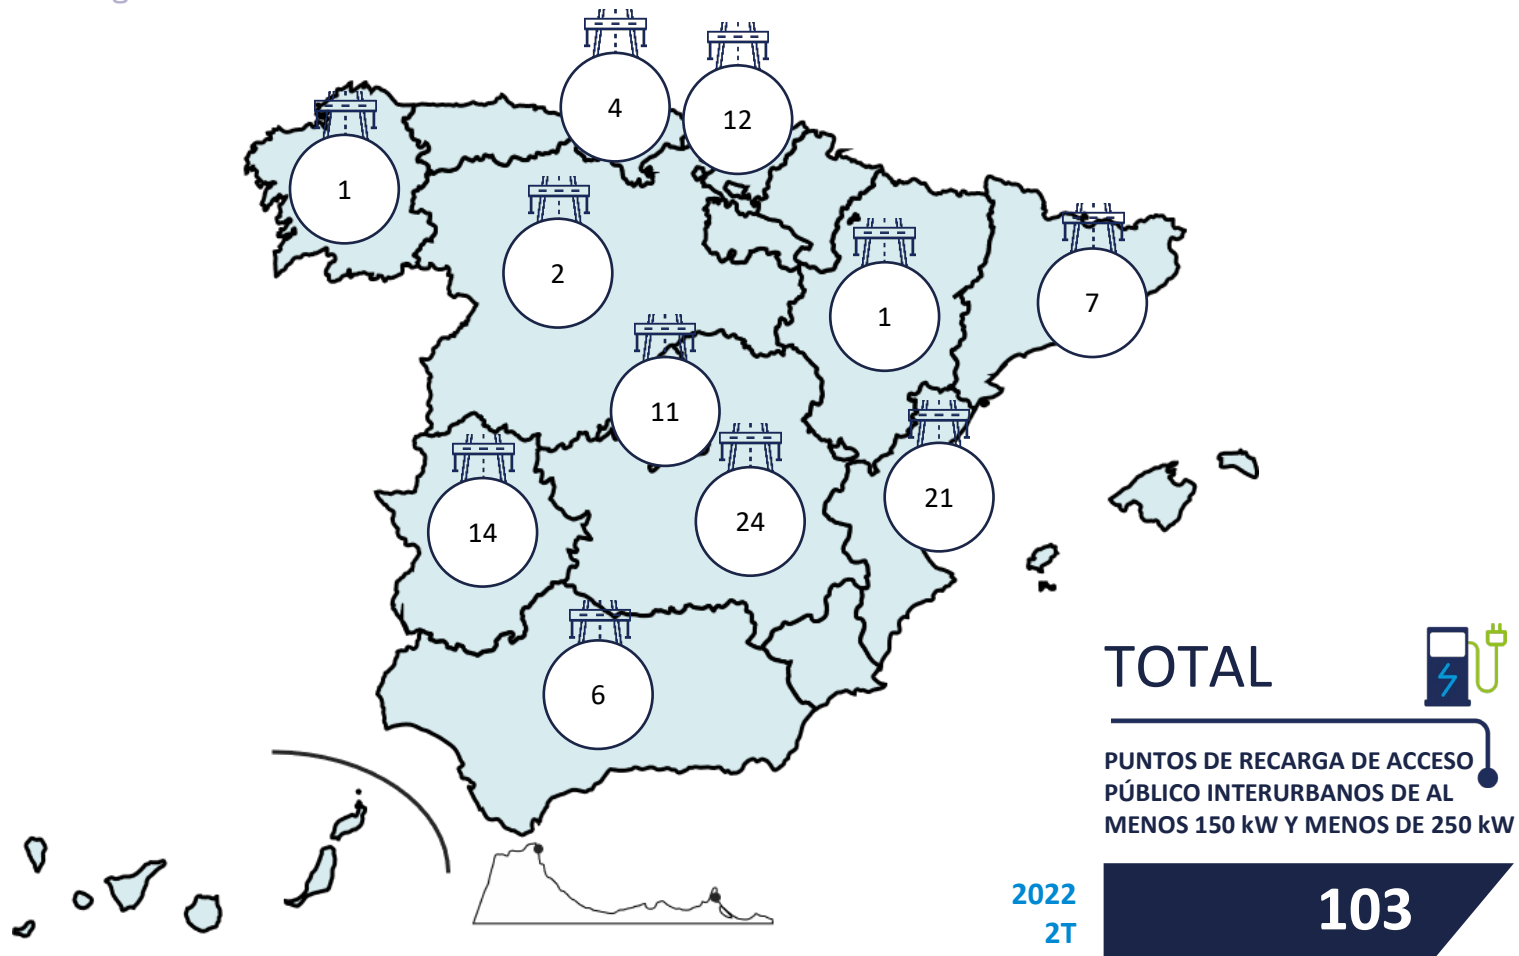 4
12
1
2
1
7
11
21
14
24
6
TOTAL
PUNTOS DE RECARGA DE ACCESO
PÚBLICO INTERURBANOS DE AL
MENOS 150 kW Y MENOS DE 250 kW
2022
2T
103